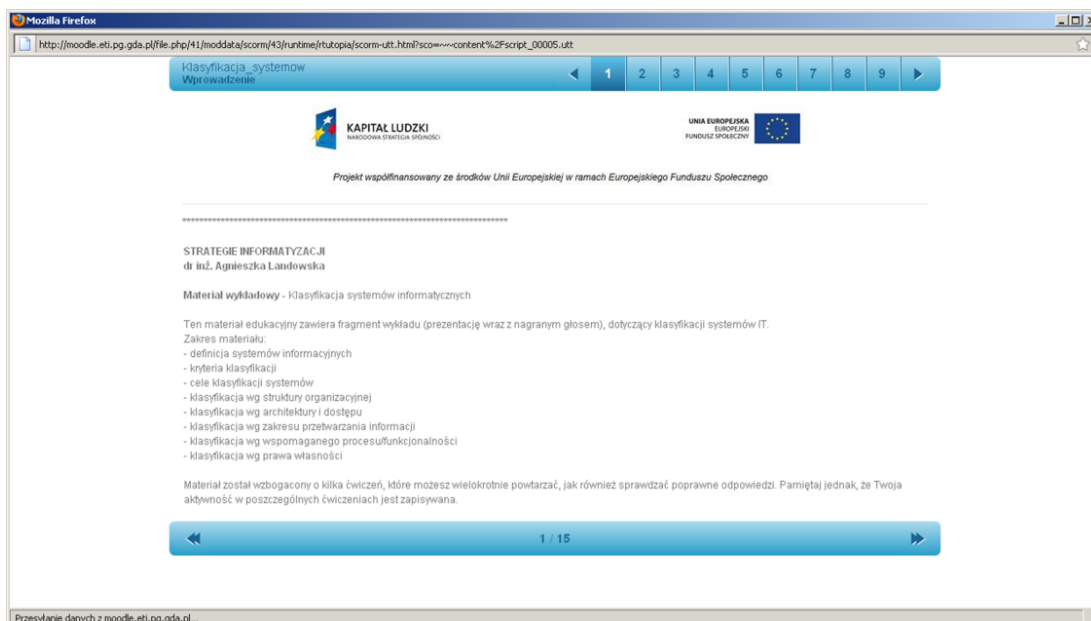 Mozilla Firefox
http://moodle.eti.pg.gda.pl/file.php/41/moddata/scorm/43/runtime/rtutopia/scorm-utt.html?sco=~~content%2Fscript_00005.utt
Klasyfikacja_systemow
Wprowadzenie
1 2 3 4 5 6 7 8 9
KAPITAŁ LUDZKI
NARODOWA STRATEGIA SPÓJNOŚCI
UNIA EUROPEJSKA
EUROPEJSKI
FUNDUSZ SPOŁECZNY
Projekt współfinansowany ze środków Unii Europejskiej w ramach Europejskiego Funduszu Społecznego
STRATEGIE INFORMATYZACJI
dr inż. Agnieszka Landowska
Materiał wykładowy - Klasyfikacja systemów informatycznych
Ten materiał edukacyjny zawiera fragment wykładu (prezentację wraz z nagranym głosem), dotyczący klasyfikacji systemów IT.
Zakres materiału:
- definicja systemów informacyjnych
- kryteria klasyfikacji
- cele klasyfikacji systemów
- klasyfikacja wg struktury organizacyjnej
- klasyfikacja wg architektury i dostępu
- klasyfikacja wg zakresu przetwarzania informacji
- klasyfikacja wg wspomaganego procesu/funkcjonalności
- klasyfikacja wg prawa własności
Materiał został wzbogacony o kilka ćwiczeń, które możesz wielokrotnie powtarzać, jak również sprawdzać poprawne odpowiedzi. Pamiętaj jednak, że Twoja
aktywność w poszczególnych ćwiczeniach jest zapisywana.
1 / 15
Przesyłanie danych z moodle.eti.pg.gda.pl...